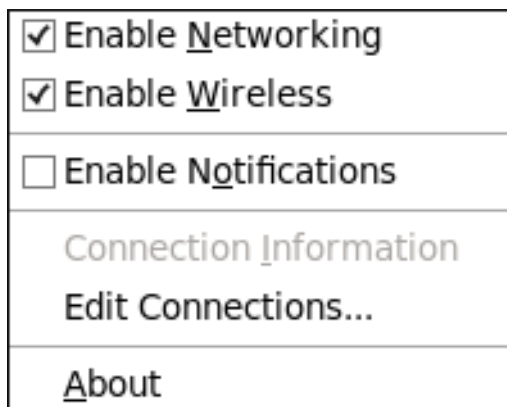 Enable Networking
Enable Wireless
Enable Notifications
Connection Information
Edit Connections...
About